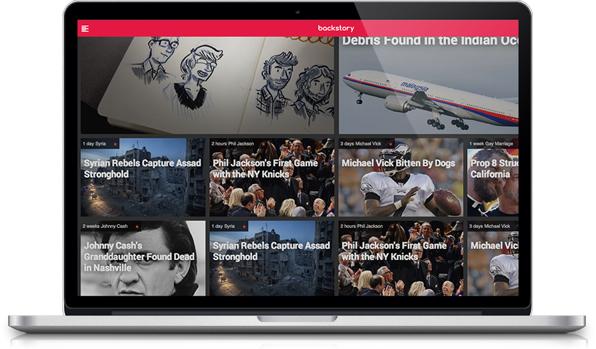 backstory
Debris Found in the Indian Oc
malaysia
1 day Syria
Syrian Rebels Capture Assad
Stronghold
2 hours Phil Jackson
Phil Jackson's First Game
with the NY Knicks
3 days Michael Vick
Michael Vick Bitten By Dogs
1 week Gay Marriage
Prop 8 Struc
California
2 weeks Johnny Cash
Johnny Cash's
Granddaughter Found Dead
in Nashville
1 day Syria
Syrian Rebels Capture Assad
Stronghold
2 hours Phil Jackson
Phil Jackson's First Game
with the NY Knicks
3 days Michael Vick
Michael Vick